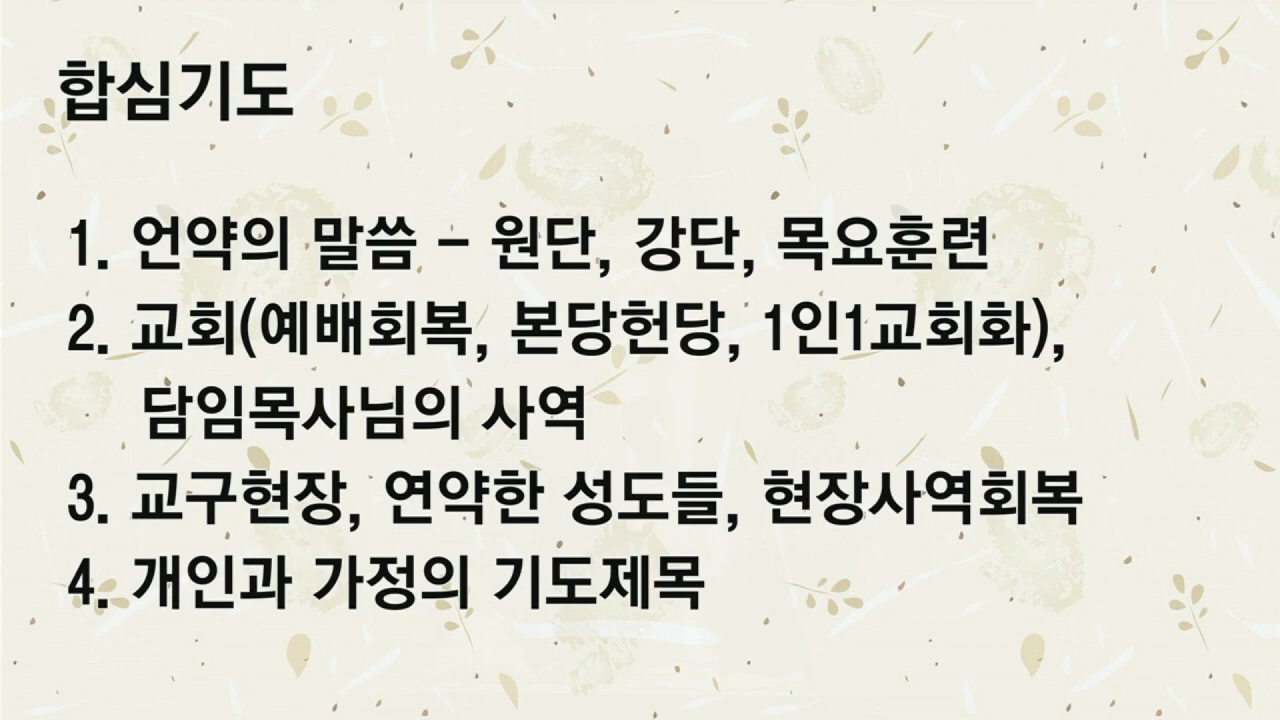 합심기도
1. 언약의 말씀 - 원단, 강단, 목요훈련
2. 교회(예배회복, 본당헌당, 1인1교회화),
담임목사님의 사역
3. 교구현장, 연약한 성도들, 현장사역회복
4. 개인과 가정의 기도제목